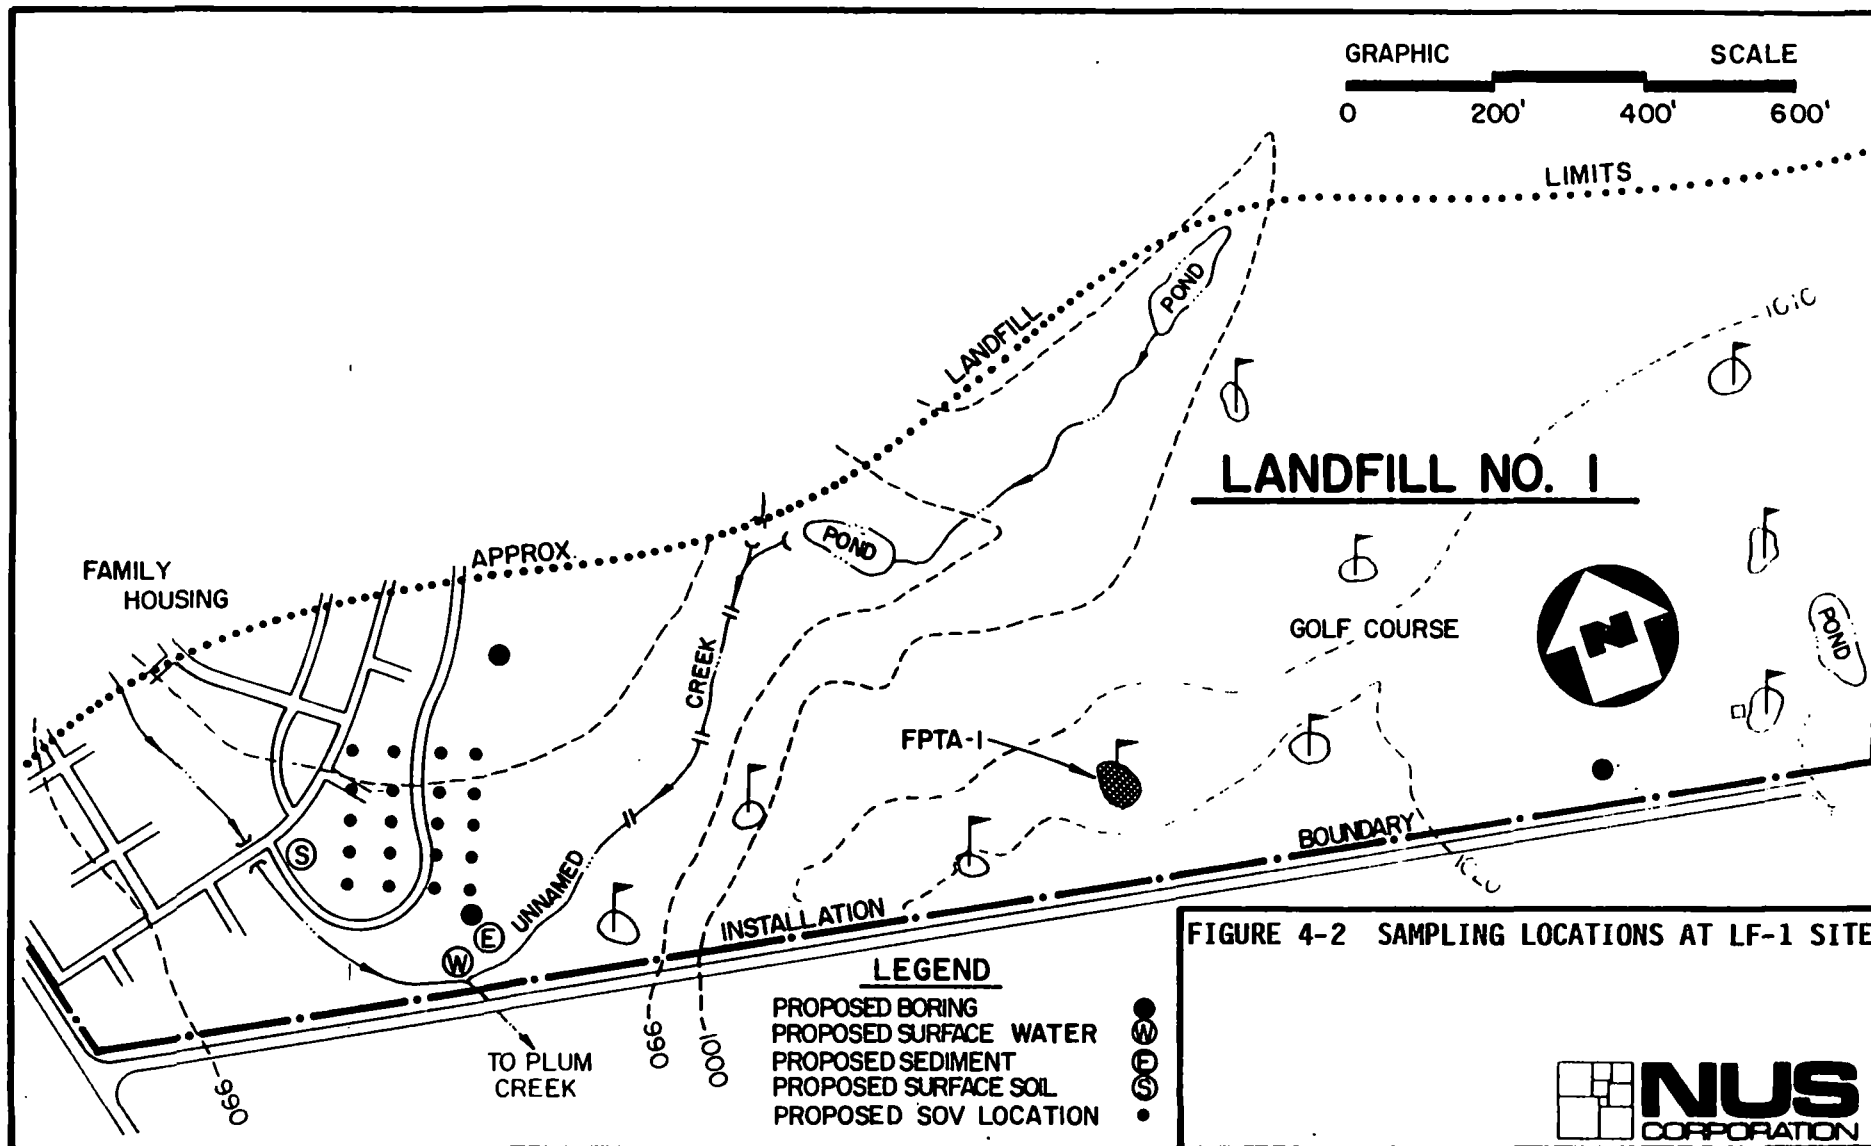 GRAPHIC SCALE
0 200' 400' 600'
LIMITS
LANDFILL
POND
1010
LANDFILL NO. 1
APPROX.
POND
FAMILY
HOUSING
GOLF COURSE
N
POND
CREEK
FPTA-1
S
BOUNDARY
1020
UNNAMED
E
W
INSTALLATION
FIGURE 4-2 SAMPLING LOCATIONS AT LF-1 SITE
LEGEND
PROPOSED BORING
PROPOSED SURFACE WATER W
PROPOSED SEDIMENT E
PROPOSED SURFACE SOIL S
PROPOSED SOV LOCATION
990
1000
TO PLUM
CREEK
990
NUS
CORPORATION